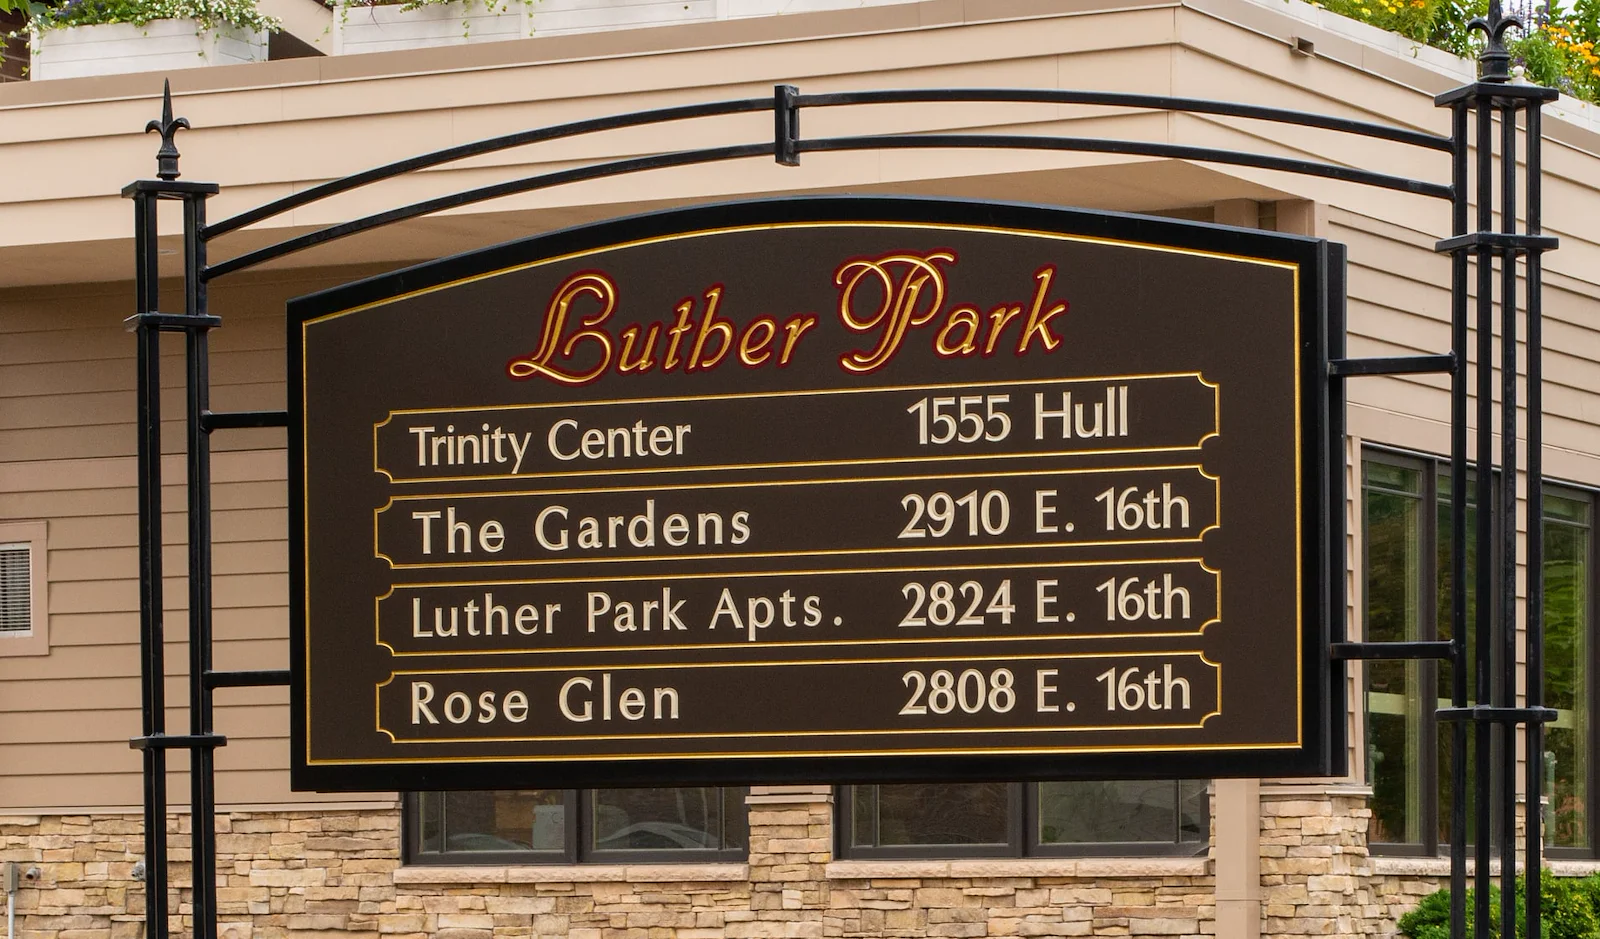 Luther Park
Trinity Center 1555 Hull
The Gardens 2910 E. 16th
Luther Park Apts. 2824 E. 16th
Rose Glen 2808 E. 16th